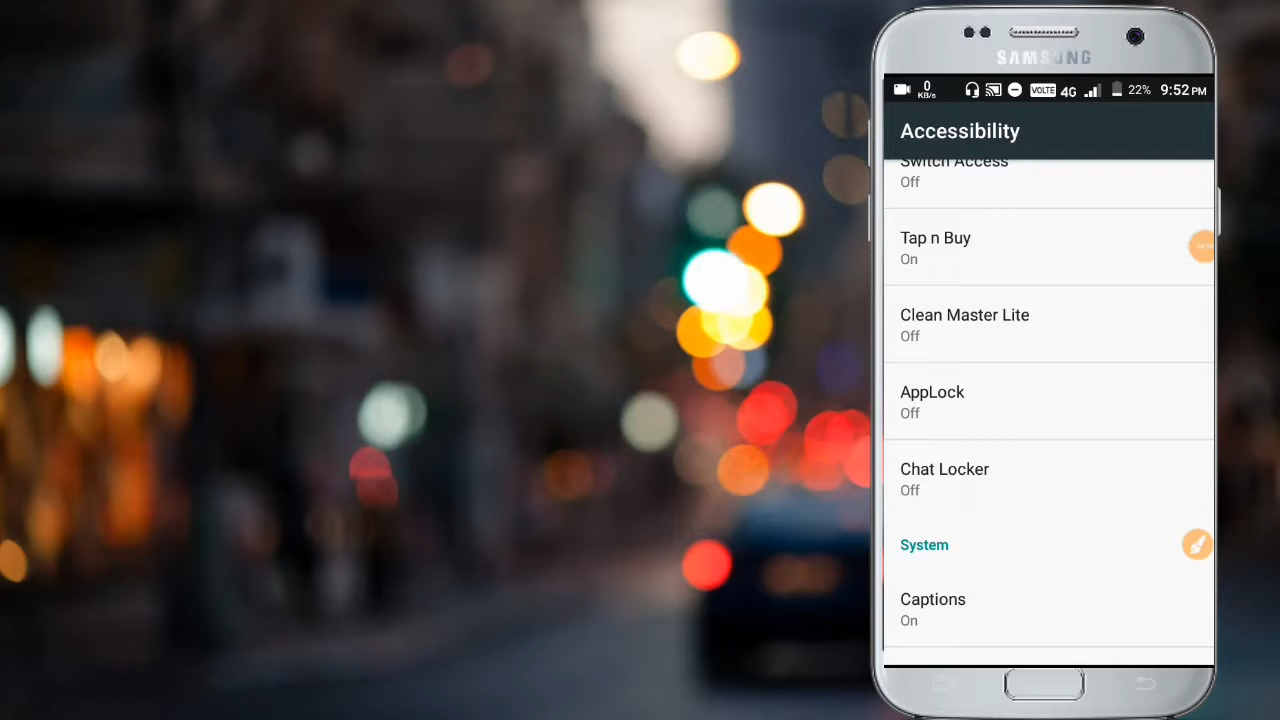 SAMSUNG
0
KB/s
VOLTE 4G 22% 9:52 PM
Accessibility
Switch Access
Off
Tap n Buy
On
Clean Master Lite
Off
AppLock
Off
Chat Locker
Off
System
Captions
On